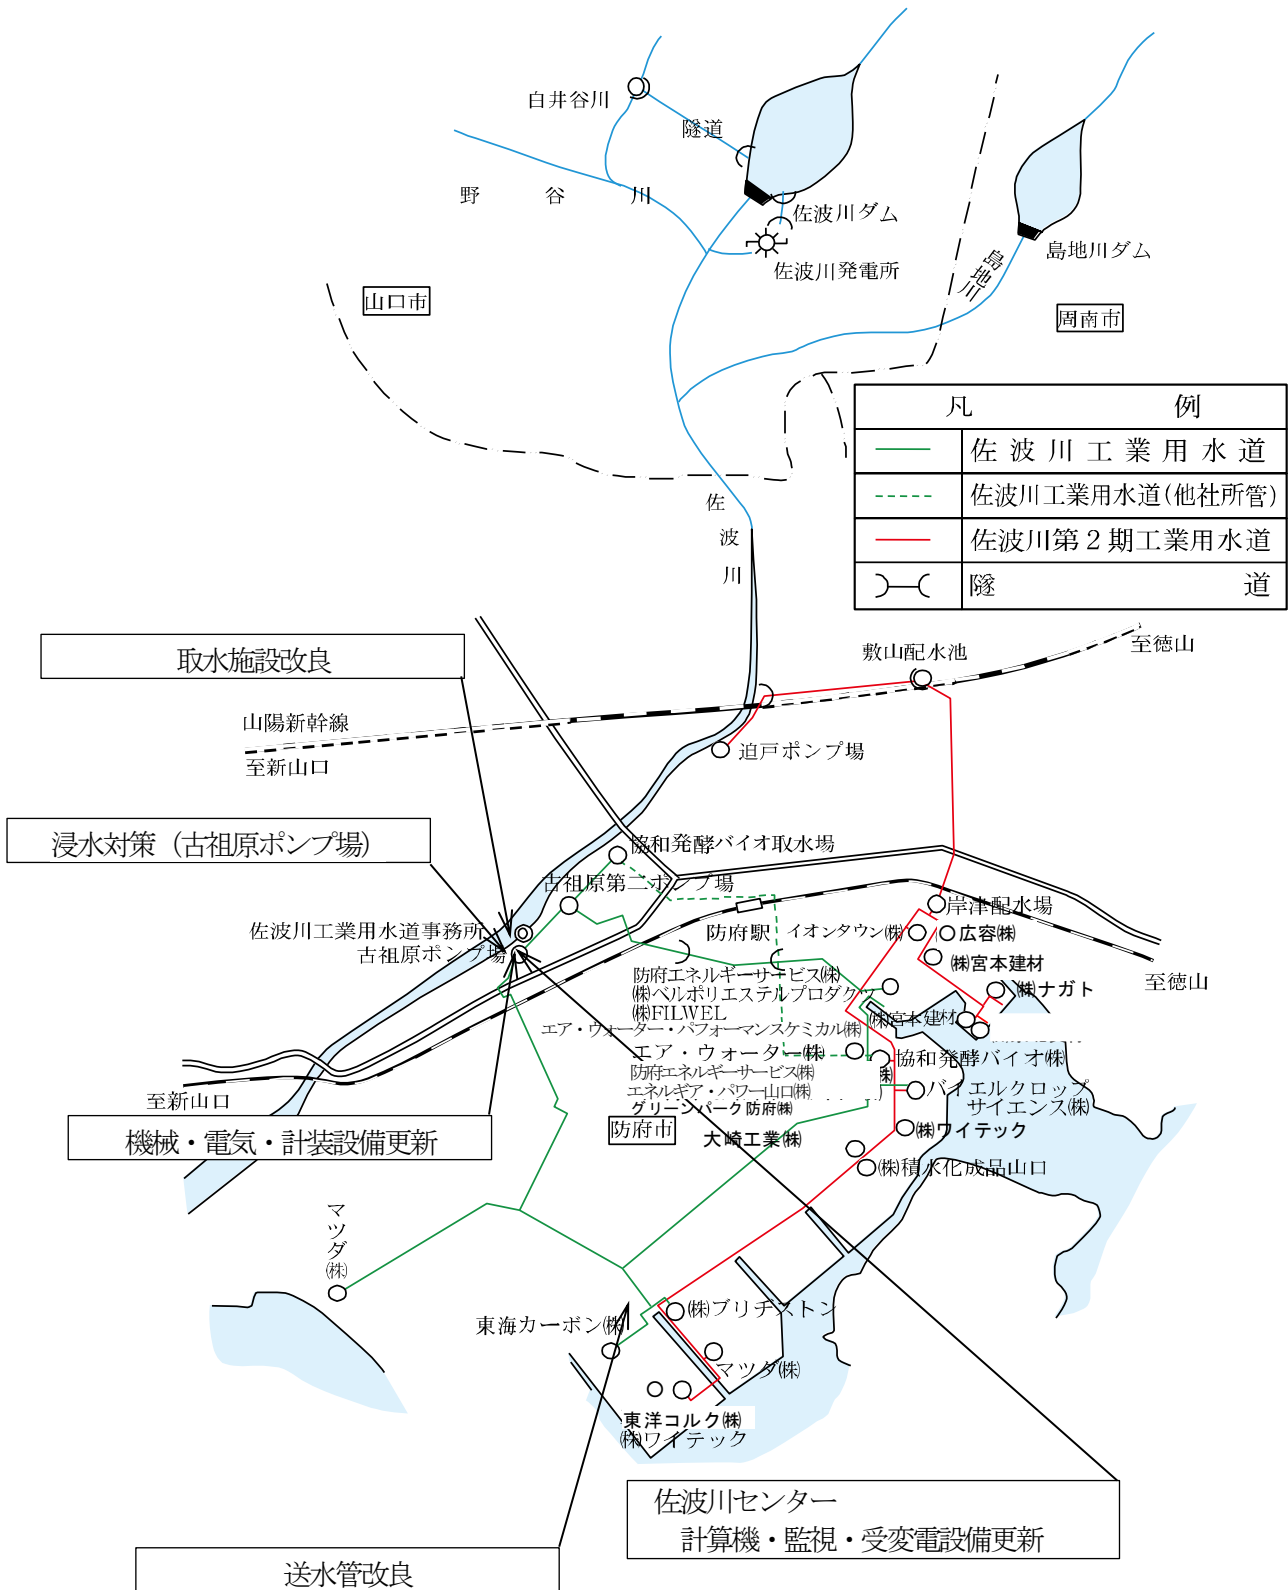 白井谷川
隧道
野谷川
佐波川ダム
佐波川発電所
島地川
島地川ダム
山口市
周南市
凡例
佐波川工業用水道
佐波川工業用水道(他社所管)
佐波川第2期工業用水道
隧道
佐波川
取水施設改良
敷山配水池
至徳山
山陽新幹線
至新山口
迫戸ポンプ場
浸水対策（古祖原ポンプ場）
協和発酵バイオ取水場
古祖原第二ポンプ場
岸津配水場
佐波川工業用水道事務所
古祖原ポンプ場
防府駅
イオンタウン㈱
広容㈱
㈱宮本建材
至徳山
㈱ナガト
防府エネルギーサービス㈱
㈱ベルポリエステルプロダクツ
㈱FILWEL
エア・ウォーター・パフォーマンスケミカル㈱
㈱宮本建材
エア・ウォーター㈱
協和発酵バイオ㈱
防府エネルギーサービス㈱
㈱
エネルギア・パワー山口㈱
バイエルクロップ
サイエンス㈱
グリーンパーク防府㈱
至新山口
防府市
大崎工業㈱
㈱ワイテック
機械・電気・計装設備更新
㈱積水化成品山口
マツダ㈱
㈱ブリヂストン
東海カーボン㈱
マツダ㈱
東洋コルク㈱
㈱ワイテック
佐波川センター
計算機・監視・受変電設備更新
送水管改良